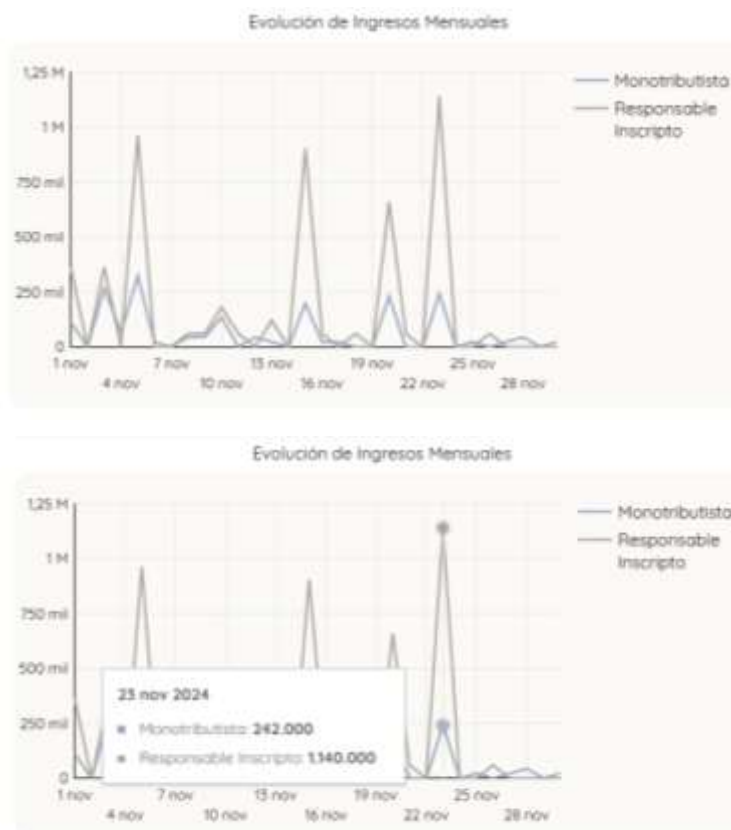 Evolución de Ingresos Mensuales
1,25 M
1 M
750 mil
500 mil
250 mil
0
1 nov
4 nov
7 nov
10 nov
13 nov
16 nov
19 nov
22 nov
25 nov
28 nov
Monotributista
Responsable
Inscripto
Evolución de Ingresos Mensuales
1,25 M
1 M
750 mil
500 mil
250 mil
0
23 nov 2024
Monotributista: 242.000
Responsable Inscripto: 1.140.000
1 nov
4 nov
7 nov
10 nov
13 nov
16 nov
19 nov
22 nov
25 nov
28 nov
Monotributista
Responsable
Inscripto